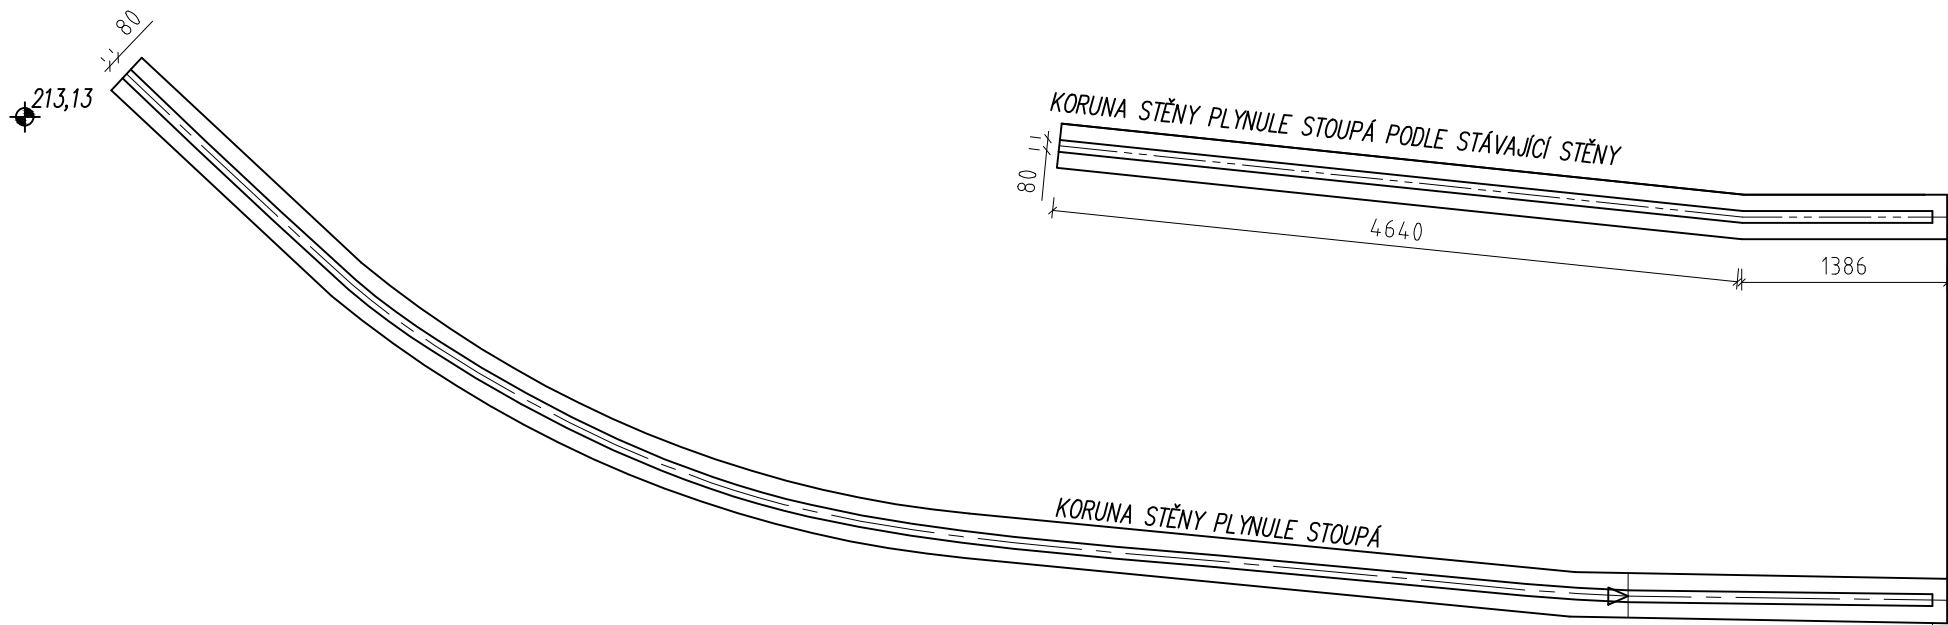 80
213,13
KORUNA STĚNY PLYNULE STOUPÁ PODLE STÁVAJÍCÍ STĚNY
80
4640
1386
KORUNA STĚNY PLYNULE STOUPÁ